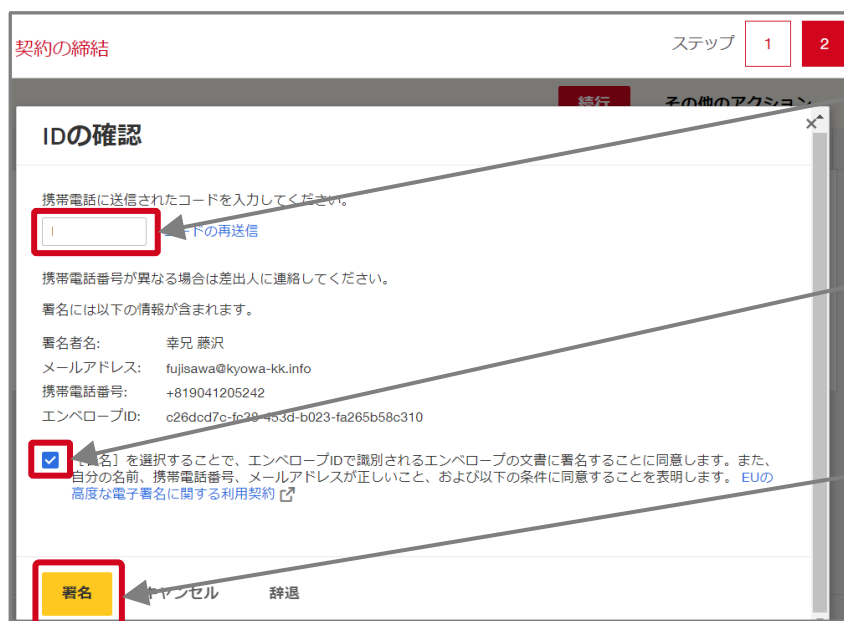 契約の締結
ステップ 1 2
続行 その他のアクション
IDの確認
携帯電話に送信されたコードを入力してください。
コードの再送信
携帯電話番号が異なる場合は差出人に連絡してください。
署名には以下の情報が含まれます。
署名者名: 幸兄 藤沢
メールアドレス: fujisawa@kyowa-kk.info
携帯電話番号: +819041205242
エンベロープID: c26dcd7c-fc38-453d-b023-fa265b58c310
［署名］を選択することで、エンベロープIDで識別されるエンベロープの文書に署名することに同意します。また、
自分の名前、携帯電話番号、メールアドレスが正しいこと、および以下の条件に同意することを表明します。 EUの
高度な電子署名に関する利用契約
署名 キャンセル 辞退